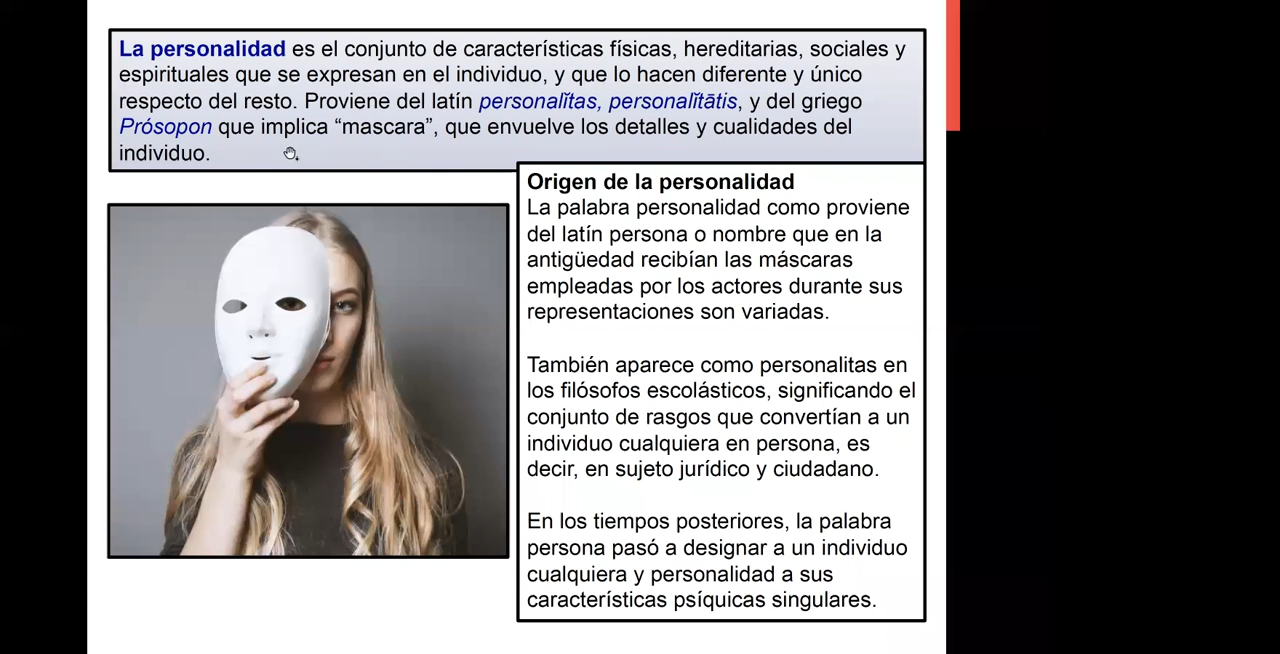 La personalidad es el conjunto de características físicas, hereditarias, sociales y
espirituales que se expresan en el individuo, y que lo hacen diferente y único
respecto del resto. Proviene del latín personalĭtas, personalĭtātis, y del griego
Prósopon que implica “mascara”, que envuelve los detalles y cualidades del
individuo.
Origen de la personalidad
La palabra personalidad como proviene
del latín persona o nombre que en la
antigüedad recibían las máscaras
empleadas por los actores durante sus
representaciones son variadas.
También aparece como personalitas en
los filósofos escolásticos, significando el
conjunto de rasgos que convertían a un
individuo cualquiera en persona, es
decir, en sujeto jurídico y ciudadano.
En los tiempos posteriores, la palabra
persona pasó a designar a un individuo
cualquiera y personalidad a sus
características psíquicas singulares.